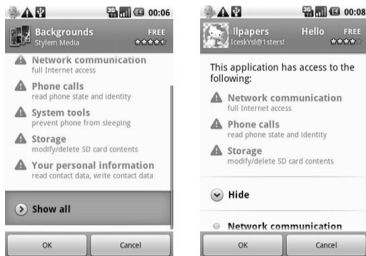 00:06
Backgrounds
FREE
Stylem Media
Network communication
full Internet access
Phone calls
read phone state and identity
System tools
prevent phone from sleeping
Storage
modify/delete SD card contents
Your personal information
read contact data, write contact data
Show all
OK
Cancel
00:08
llpapers
Hello
FREE
This application has access to the
following:
Network communication
full Internet access
Phone calls
read phone state and identity
Storage
modify/delete SD card contents
Hide
Network communication
OK
Cancel